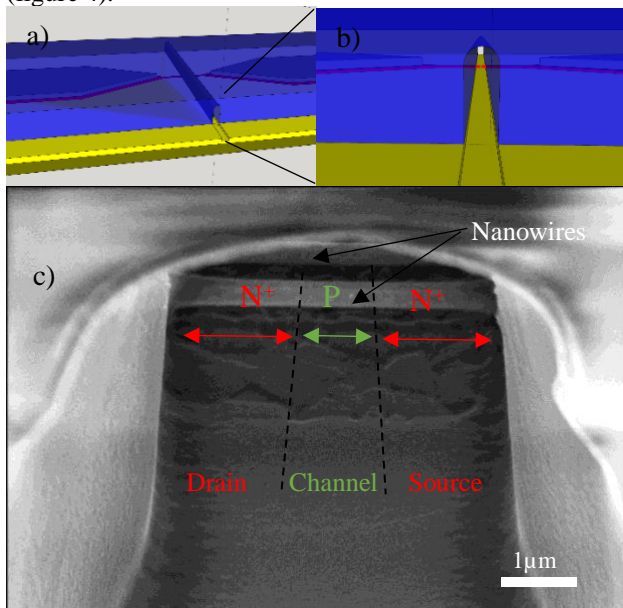 (figure 4).
a)
b)
Nanowires
c)
N+ P N
Drain Channel Source
1µm